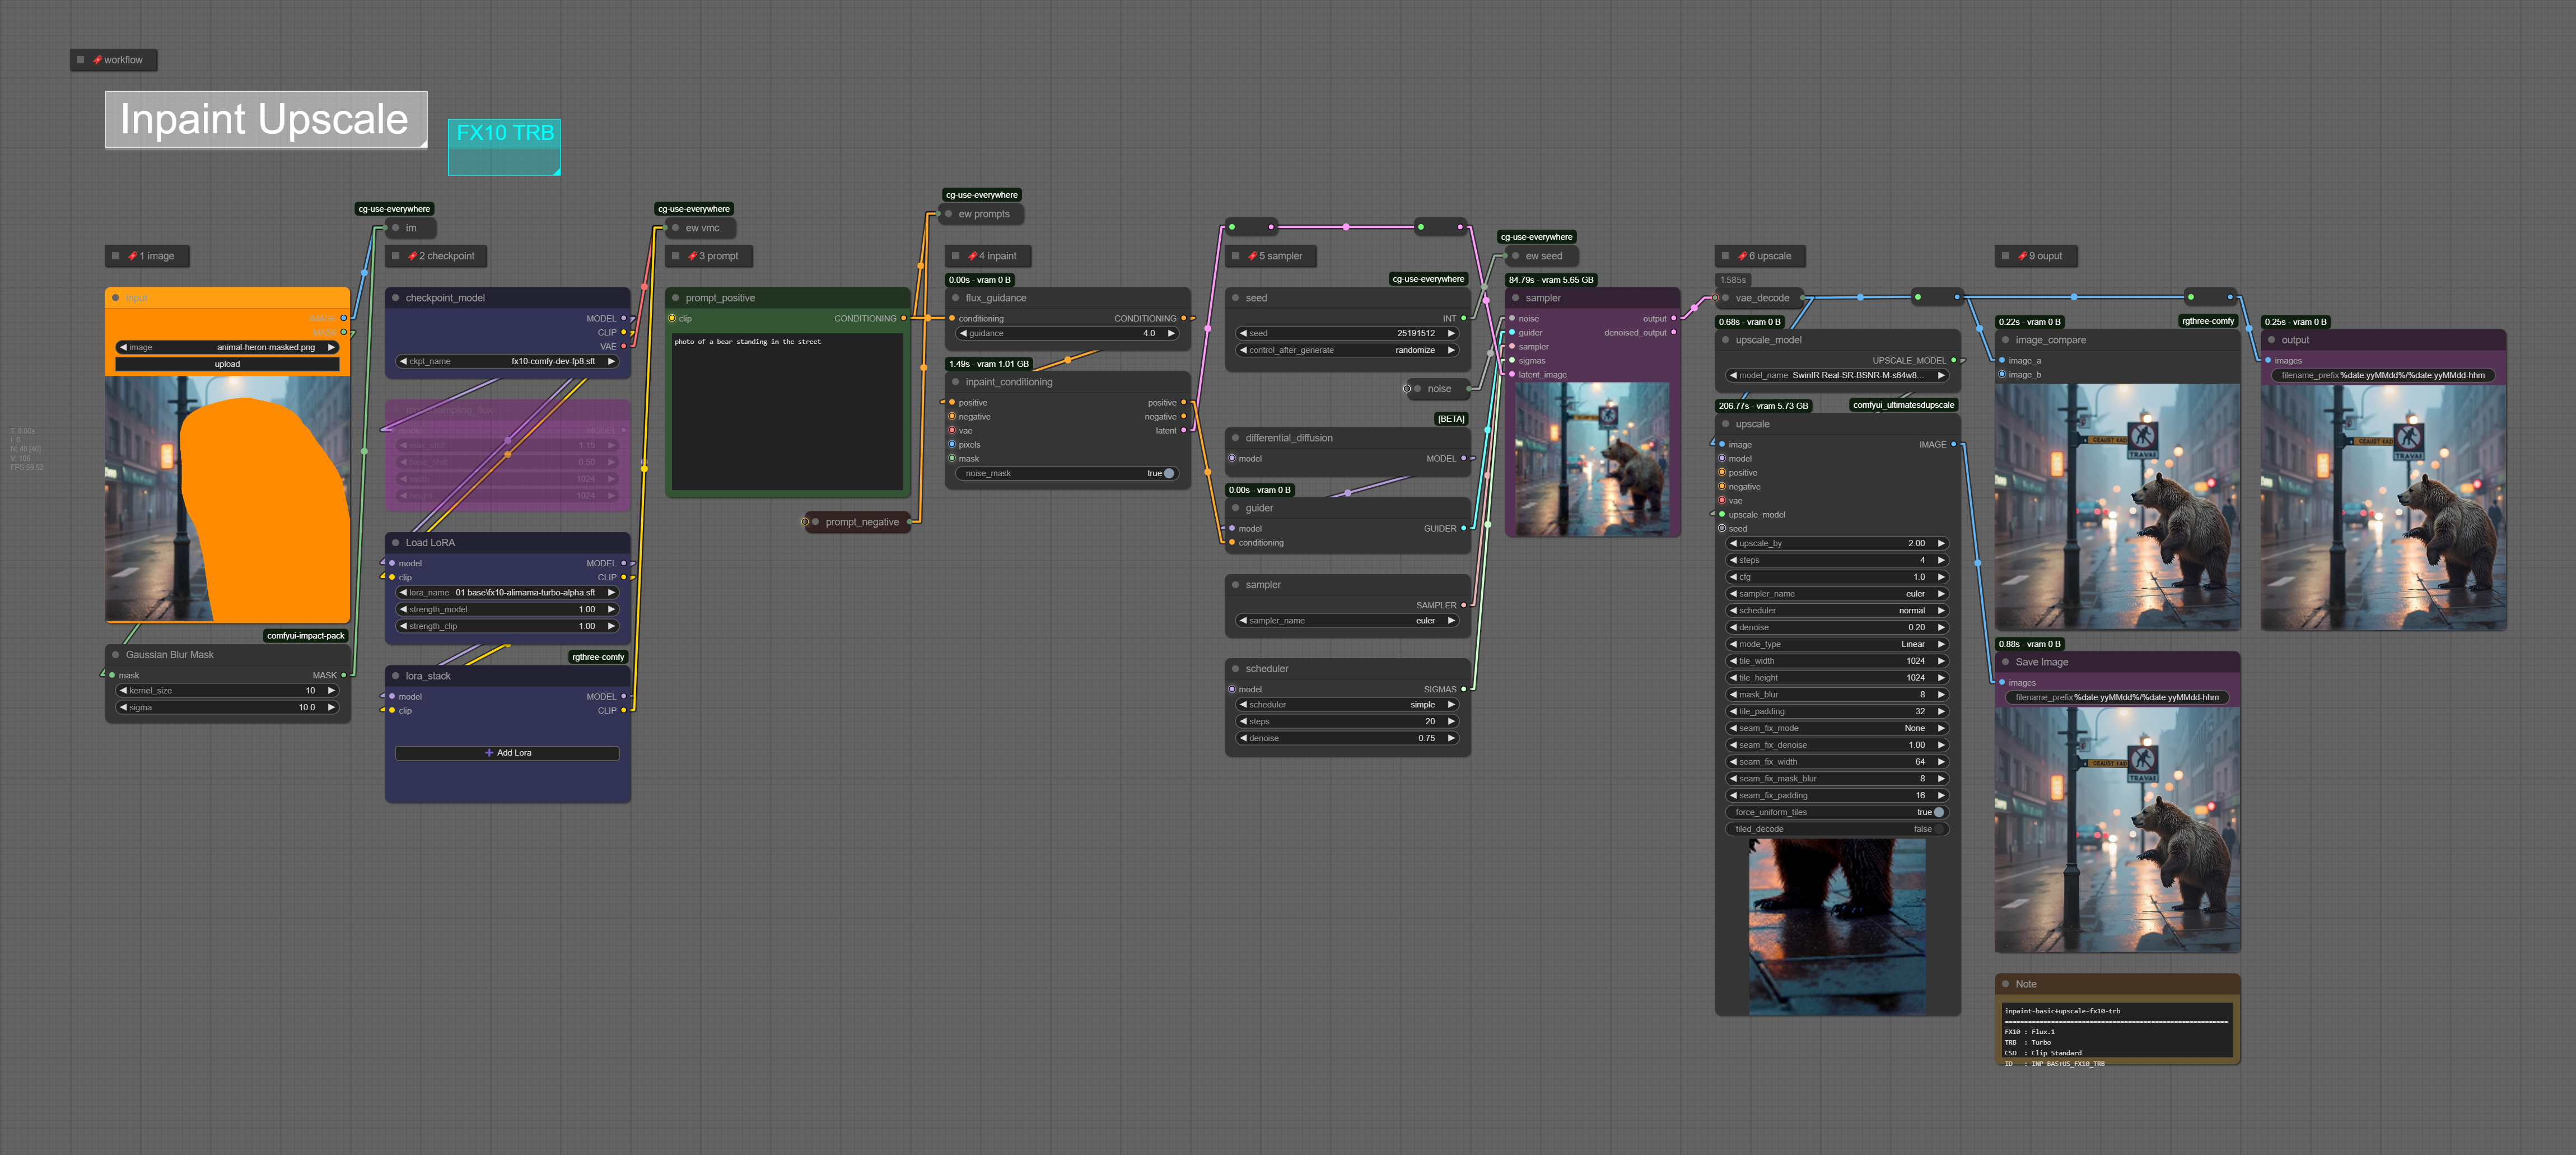 workflow
Inpaint Upscale
FX10 TRB
T: 0.00s
I: 0
N: 40 [40]
V: 106
FPS:59.52
1 image
input
IMAGE
MASK
image animal-heron-masked.png
upload
comfyui-impact-pack
Gaussian Blur Mask
mask MASK
kernel_size 10
sigma 10.0
cg-use-everywhere
im
2 checkpoint
checkpoint_model
MODEL
CLIP
VAE
ckpt_name fx10-comfy-dev-fp8.sft
MODEL
max_shift 1.15
base_shift 0.50
width 1024
height 1024
Load LoRA
model MODEL
clip CLIP
lora_name 01 base\fx10-alimama-turbo-alpha.sft
strength_model 1.00
strength_clip 1.00
rgthree-comfy
lora_stack
model MODEL
clip CLIP
+ Add Lora
cg-use-everywhere
ew vmc
3 prompt
prompt_positive
clip CONDITIONING
photo of a bear standing in the street
prompt_negative
cg-use-everywhere
ew prompts
4 inpaint
0.00s - vram 0 B
flux_guidance
conditioning CONDITIONING
guidance 4.0
1.49s - vram 1.01 GB
inpaint_conditioning
positive positive
negative negative
vae latent
pixels
mask
noise_mask true
5 sampler
cg-use-everywhere
seed
INT
seed 25191512
control_after_generate randomize
noise
[BETA]
differential_diffusion
model MODEL
0.00s - vram 0 B
guider
model GUIDER
conditioning
sampler
SAMPLER
sampler_name euler
scheduler
model SIGMAS
scheduler simple
steps 20
denoise 0.75
cg-use-everywhere
ew seed
84.79s - vram 5.65 GB
sampler
noise output
guider denoised_output
sampler
sigmas
latent_image
6 upscale
1.585s
vae_decode
0.68s - vram 0 B
upscale_model
UPSCALE_MODEL
model_name SwinIR Real-SR-BSNR-M-s64w8...
206.77s - vram 5.73 GB
comfyui_ultimatesdupscale
upscale
image IMAGE
model
positive
negative
vae
upscale_model
seed
upscale_by 2.00
steps 4
cfg 1.0
sampler_name euler
scheduler normal
denoise 0.20
mode_type Linear
tile_width 1024
tile_height 1024
mask_blur 8
tile_padding 32
seam_fix_mode None
seam_fix_denoise 1.00
seam_fix_width 64
seam_fix_mask_blur 8
seam_fix_padding 16
force_uniform_tiles true
tiled_decode false
9 ouput
0.22s - vram 0 B
rgthree-comfy
image_compare
image_a
image_b
TRAVAI
0.88s - vram 0 B
Save Image
images
filename_prefix %date:yyMMdd%/%date:yyMMdd-hhm
TRAVAI
Note
inpaint-basic+upscale-fx10-trb
FX10 : Flux.1
TRB : Turbo
CSD : Clip Standard
ID : INP-BAS+US_FX10_TRB
0.25s - vram 0 B
output
images
filename_prefix %date:yyMMdd%/%date:yyMMdd-hhm
TRAVAI